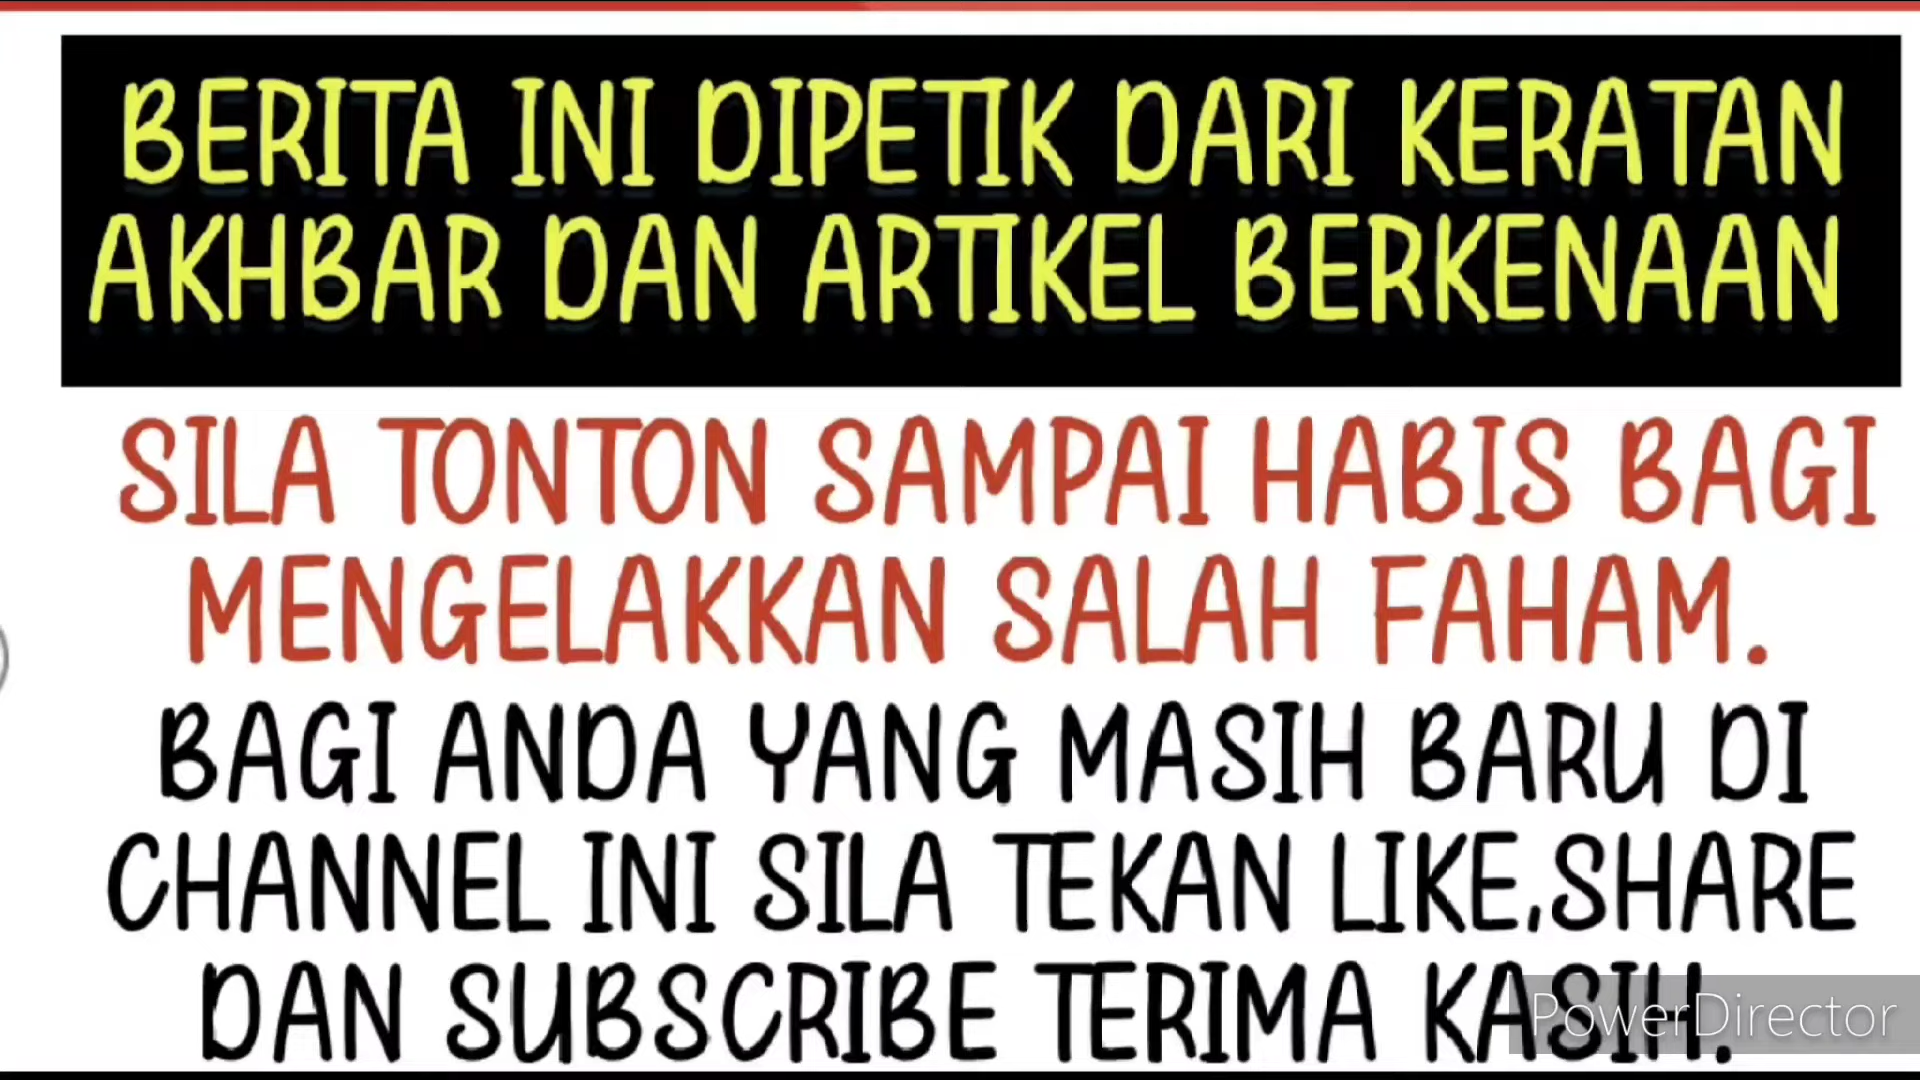 BERITA INI DIPETIK DARI KERATAN
AKHBAR DAN ARTIKEL BERKENAAN
SILA TONTON SAMPAI HABIS BAGI
MENGELAKKAN SALAH FAHAM.
BAGI ANDA YANG MASIH BARU DI
CHANNEL INI SILA TEKAN LIKE,SHARE
DAN SUBSCRIBE TERIMA KASIH.
PowerDirector